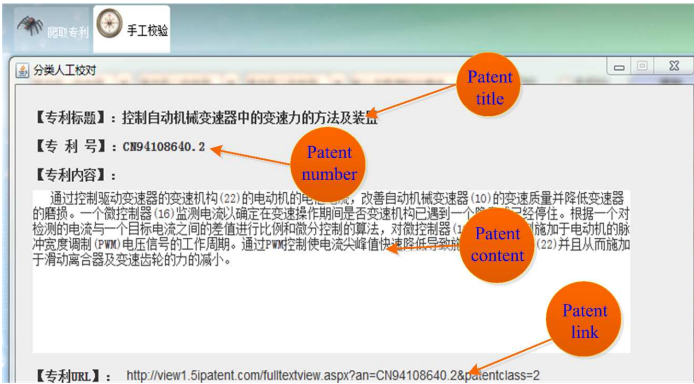 爬取专利
手工校验
分类人工校对
Patent title
【专利标题】:控制自动机械变速器中的变速力的方法及装置
【专 利 号】:CN94108640.2
Patent number
【专利内容】:
通过控制驱动变速器的变速机构(22)的电动机的电 流,改善自动机械变速器(10)的变速质量并降低变速器
的磨损。一个微控制器(16)监测电流以确定在变速操作期间是否变速机构已遇到一个 已经停住。根据一个对
检测的电流与一个目标电流之间的差值进行比例和微分控制的算法,对微控制器(1 施加于电动机的脉
冲宽度调制(PWM)电压信号的工作周期。通过PWM控制使电流尖峰值快速降低导致施 (22)并且从而施加
于滑动离合器及变速齿轮的力的减小。
Patent content
Patent link
【专利URL】: http://view1.5ipatent.com/fulltextview.aspx?an=CN94108640.2&patentclass=2